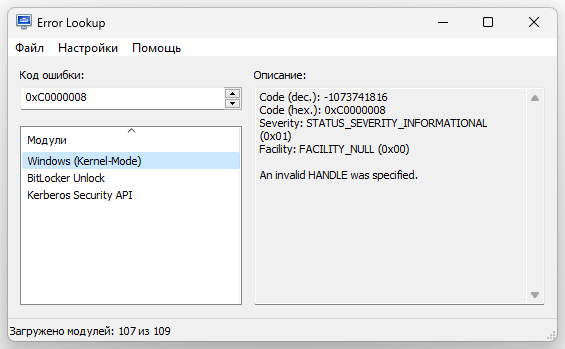 Error Lookup
Файл Настройки Помощь
Код ошибки:
0xC0000008
Модули
Windows (Kernel-Mode)
BitLocker Unlock
Kerberos Security API
Описание:
Code (dec.): -1073741816
Code (hex.): 0xC0000008
Severity: STATUS_SEVERITY_INFORMATIONAL
(0x01)
Facility: FACILITY_NULL (0x00)
An invalid HANDLE was specified.
Загружено модулей: 107 из 109